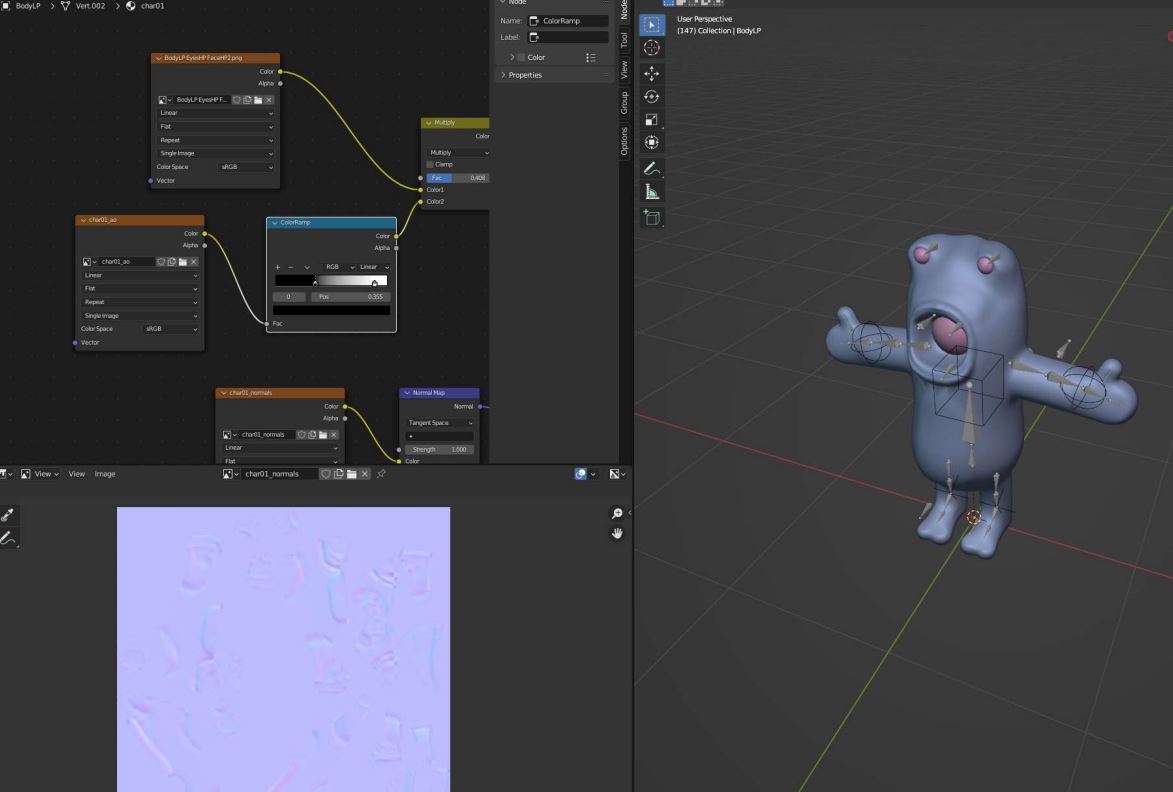 BodyLP > Vert.002 > char01
BodyLP EyesHP FaceHP2.png
Color
Alpha
BodyLP EyesHP F...
Linear
Flat
Repeat
Single Image
Color Space sRGB
Vector
char01_ao
Color
Alpha
char01_ao
Linear
Flat
Repeat
Single Image
Color Space sRGB
Vector
ColorRamp
Color
Alpha
+ − RGB Linear
0 Pos 0.355
Fac
Multiply
Color
Multiply
Clamp
Fac 0.408
Color1
Color2
char01_normals
Color
Alpha
char01_normals
Linear
Flat
Normal Map
Normal
Tangent Space
Strength 1.000
Color
Node
Name: ColorRamp
Label:
Color
Properties
Node
Tool
View
Group
Options
View View Image char01_normals
User Perspective
(147) Collection | BodyLP